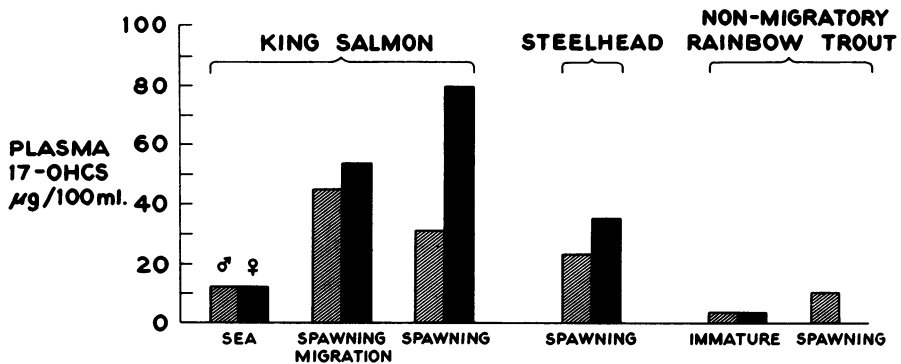 100
80
60
40
20
0
PLASMA
17-OHCS
μg/100ml.
KING SALMON
STEELHEAD
NON-MIGRATORY
RAINBOW TROUT
♂ ♀
SEA
SPAWNING
MIGRATION
SPAWNING
SPAWNING
IMMATURE
SPAWNING